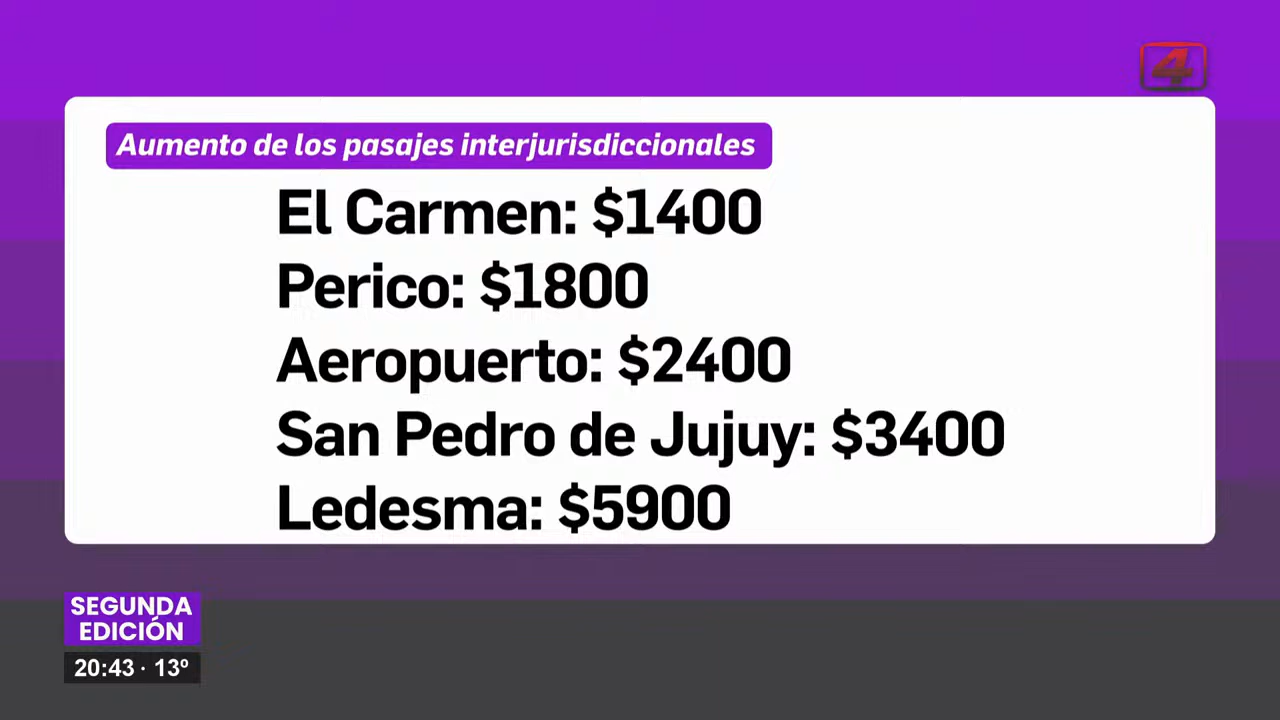 4
Aumento de los pasajes interjurisdiccionales
El Carmen: $1400
Perico: $1800
Aeropuerto: $2400
San Pedro de Jujuy: $3400
Ledesma: $5900
SEGUNDA
EDICIÓN
20:43 · 13º